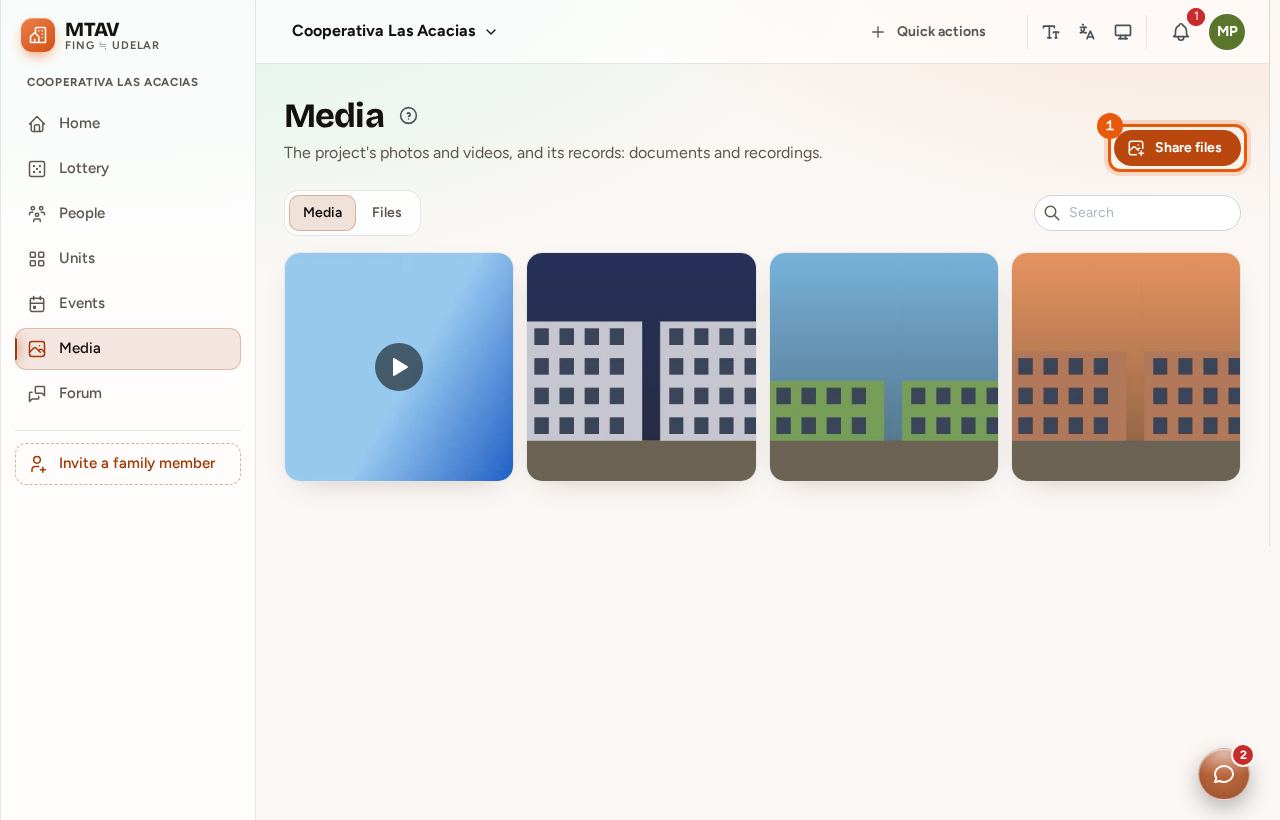 MTAV
FING ≒ UDELAR
COOPERATIVA LAS ACACIAS
Home
Lottery
People
Units
Events
Media
Forum
Invite a family member
Cooperativa Las Acacias
Quick actions
1
MP
Media
The project's photos and videos, and its records: documents and recordings.
1
Share files
Media
Files
Search
2